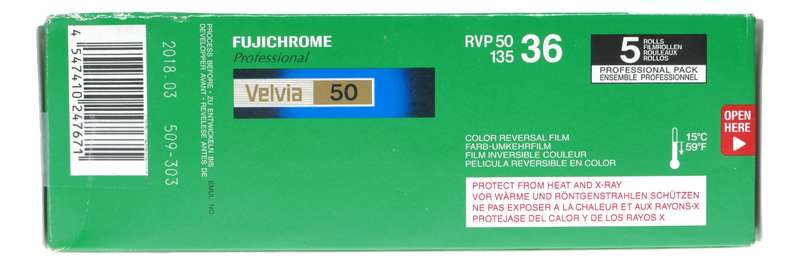 4 547410 247671
2018.03 509-303
PROCESS BEFORE - ZU ENTWICKELN BIS
DEVELOPPER AVANT - REVELESE ANTES DE
EMUL. NO.
FUJICHROME
Professional
Velvia 50
RVP 50
135
36
5
ROLLS
FILMROLLEN
ROULEAUX
ROLLOS
PROFESSIONAL PACK
ENSEMBLE PROFESSIONNEL
OPEN
HERE
COLOR REVERSAL FILM
FARB-UMKEHRFILM
FILM INVERSIBLE COULEUR
PELICULA REVERSIBLE EN COLOR
15°C
59°F
PROTECT FROM HEAT AND X-RAY
VOR WÄRME UND RÖNTGENSTRAHLEN SCHÜTZEN
NE PAS EXPOSER A LA CHALEUR ET AUX RAYONS-X
PROTEJASE DEL CALOR Y DE LOS RAYOS X